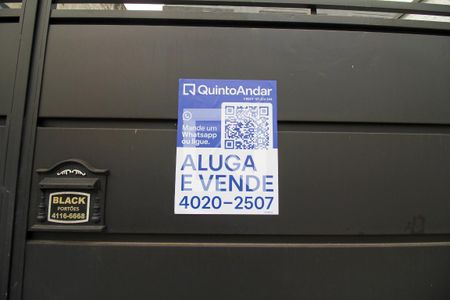 QuintoAndar
Mande um
Whatsapp
ou ligue.
ALUGA
E VENDE
4020-2507
BLACK
PORTÕES
4116-6668